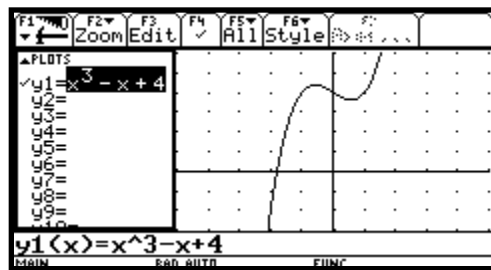 F1 F2▾ F3 F4 F5▾ F6▾
Zoom Edit ✓ All Style
▲PLOTS
✓y1=x³ - x + 4
y2=
y3=
y4=
y5=
y6=
y7=
y8=
y9=
y1(x)=x^3-x+4
MAIN RAD AUTO FUNC